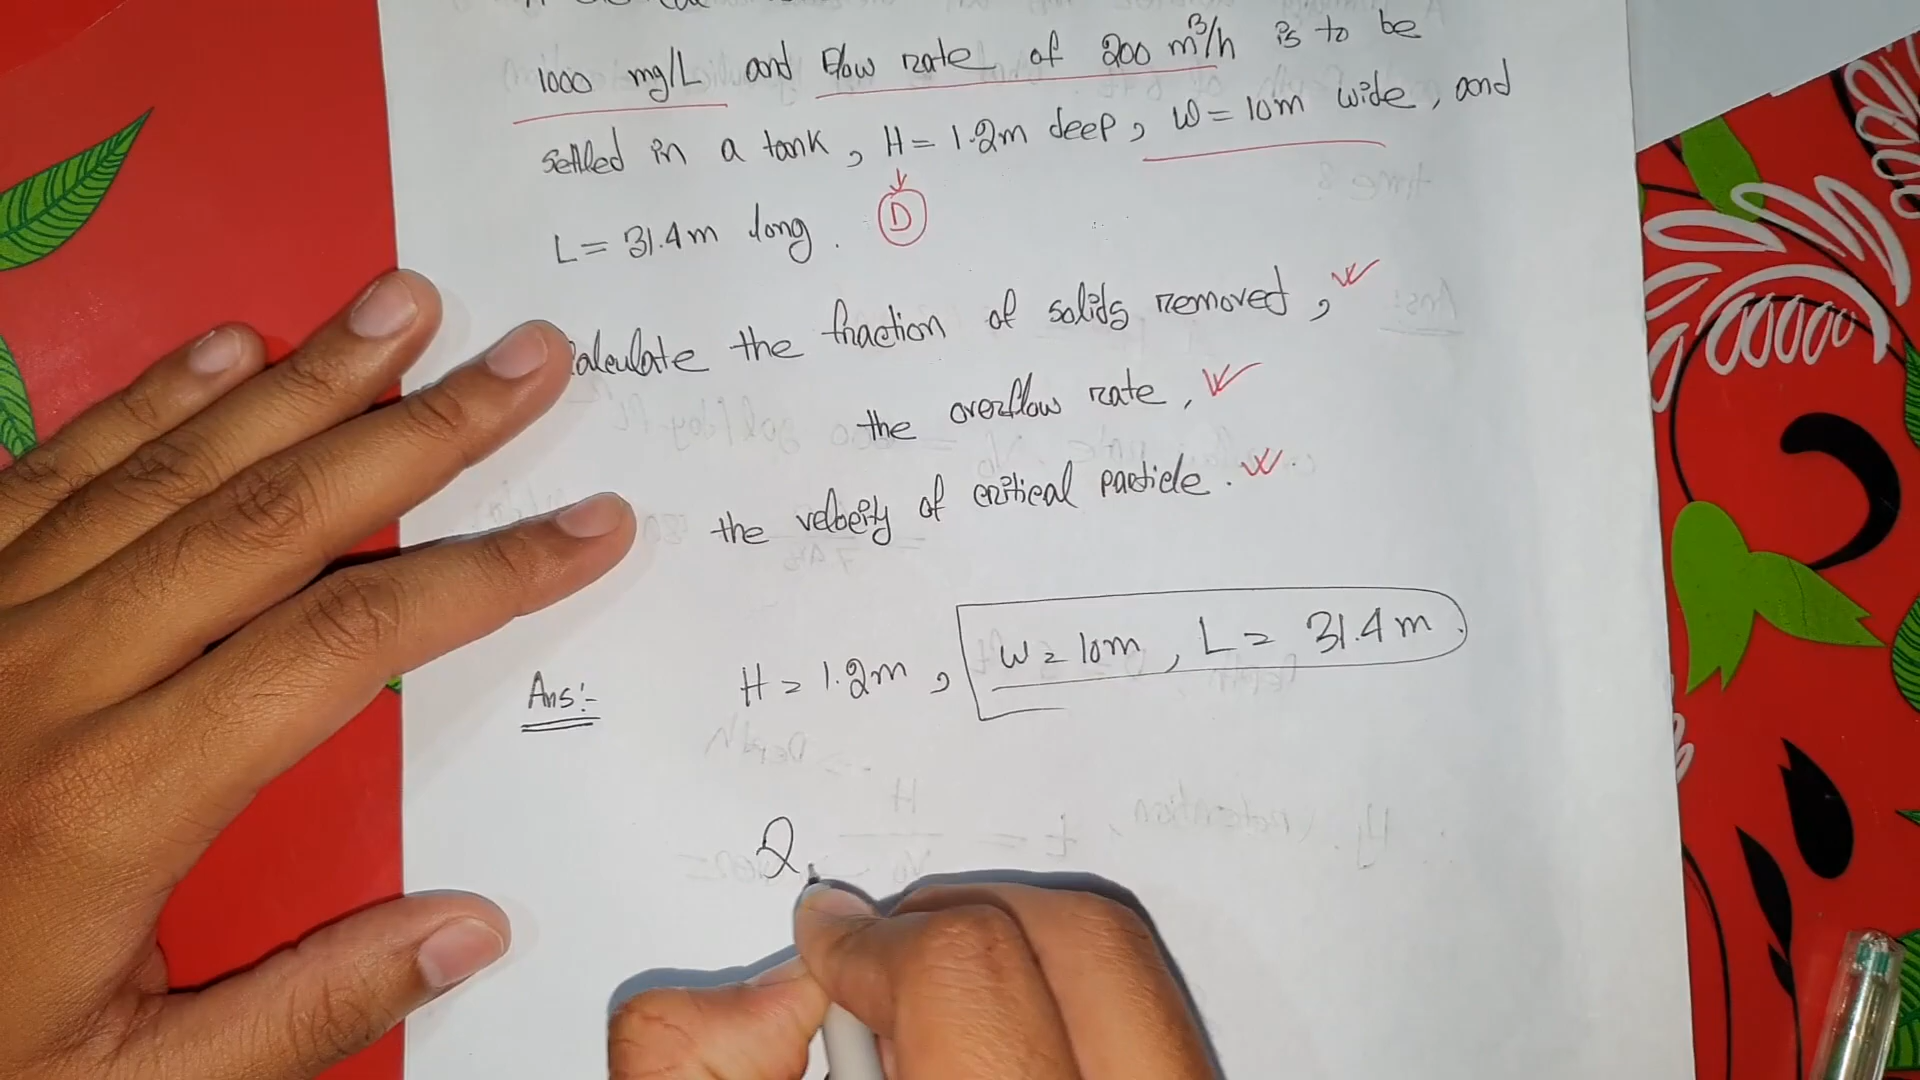 1000 mg/L and Flow rate of 200 m³/h is to be
settled in a tank, H = 1.2m deep, W = 10m wide, and
L = 31.4m long. D
calculate the fraction of solids removed,
the overflow rate,
the velocity of critical particle.
Ans:- H = 1.2m, W = 10m, L = 31.4m.
Q